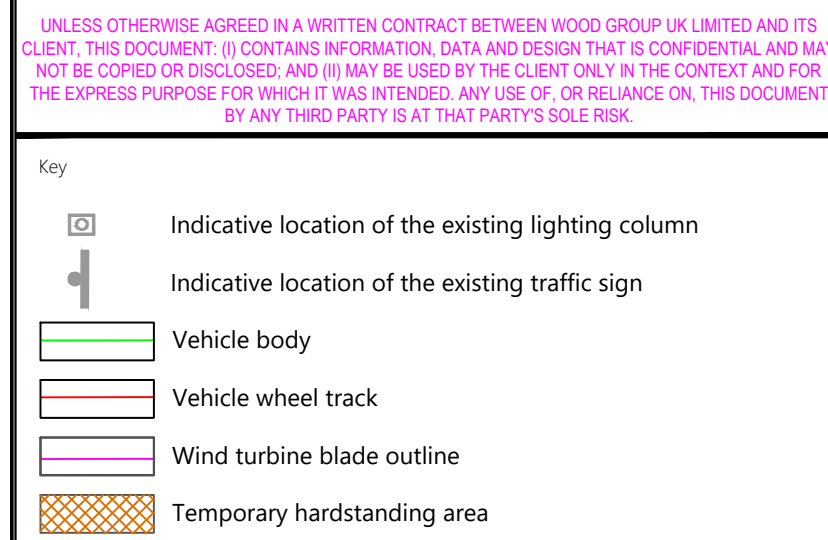 UNLESS OTHERWISE AGREED IN A WRITTEN CONTRACT BETWEEN WOOD GROUP UK LIMITED AND ITS
CLIENT, THIS DOCUMENT: (I) CONTAINS INFORMATION, DATA AND DESIGN THAT IS CONFIDENTIAL AND MAY
NOT BE COPIED OR DISCLOSED; AND (II) MAY BE USED BY THE CLIENT ONLY IN THE CONTEXT AND FOR
THE EXPRESS PURPOSE FOR WHICH IT WAS INTENDED. ANY USE OF, OR RELIANCE ON, THIS DOCUMENT
BY ANY THIRD PARTY IS AT THAT PARTY'S SOLE RISK.
Key
Indicative location of the existing lighting column
Indicative location of the existing traffic sign
Vehicle body
Vehicle wheel track
Wind turbine blade outline
Temporary hardstanding area